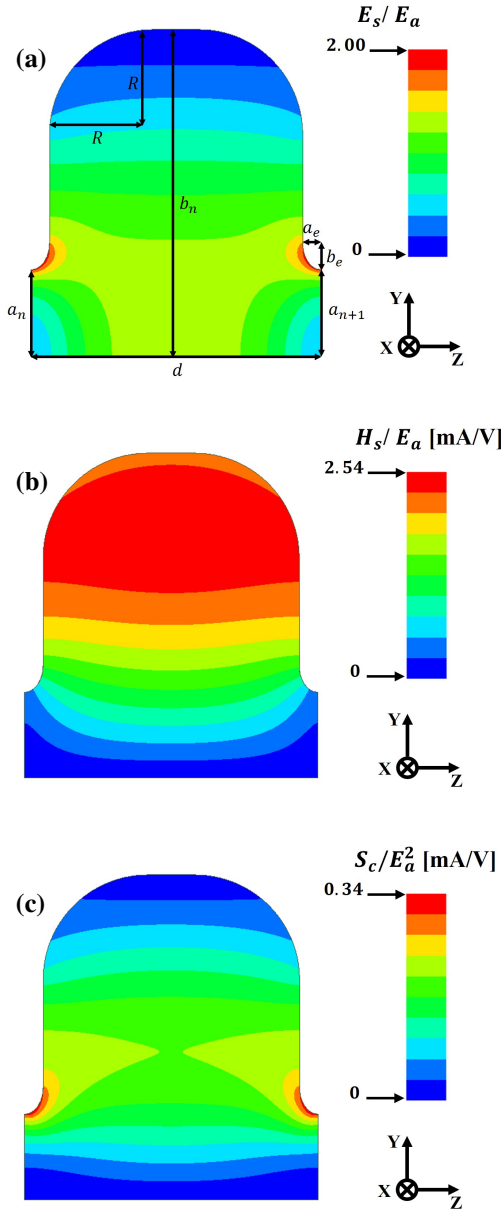 (a)
E_s / E_a
2.00
0
R
R
b_n
a_e
b_e
a_n
a_{n+1}
d
Y
X
Z
(b)
H_s / E_a [mA/V]
2.54
0
Y
X
Z
(c)
S_c / E_a^2 [mA/V]
0.34
0
Y
X
Z